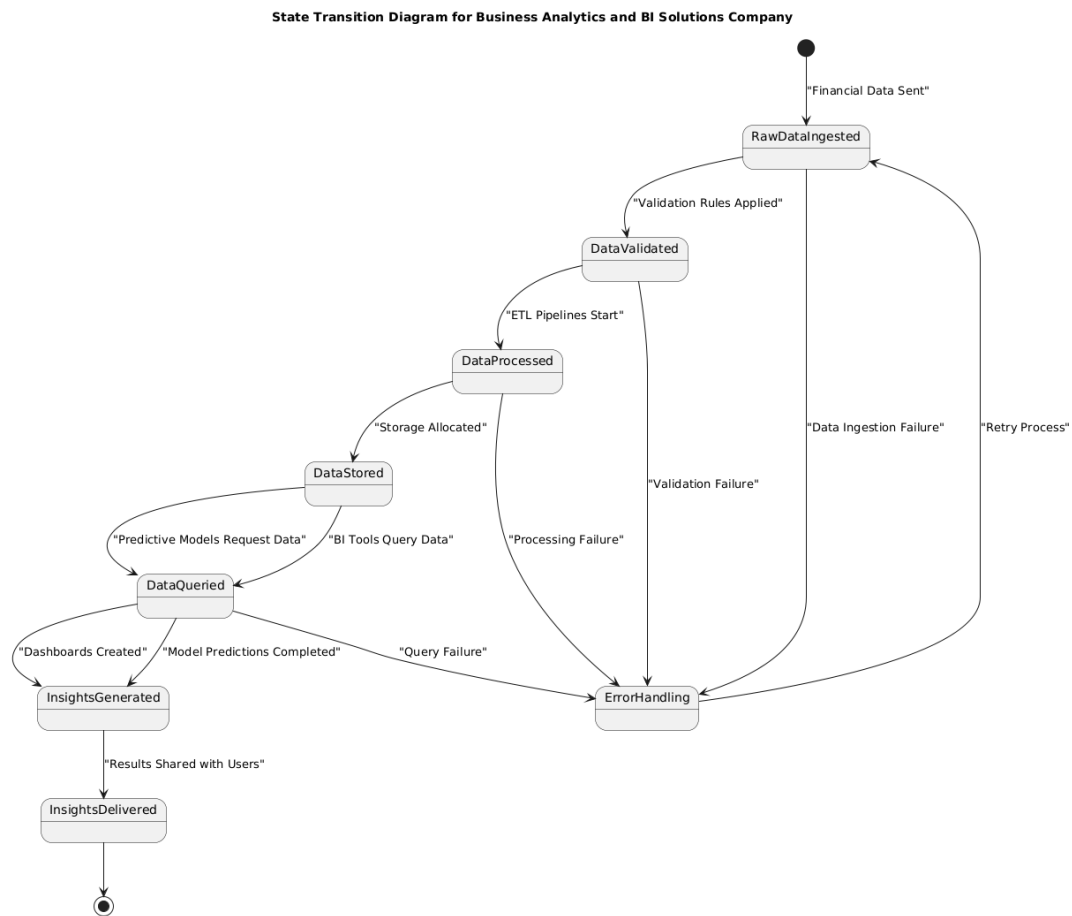 State Transition Diagram for Business Analytics and BI Solutions Company
"Financial Data Sent"
RawDataIngested
"Validation Rules Applied"
DataValidated
"ETL Pipelines Start"
DataProcessed
"Storage Allocated"
"Data Ingestion Failure"
"Retry Process"
DataStored
"Validation Failure"
"Predictive Models Request Data"
"BI Tools Query Data"
"Processing Failure"
DataQueried
"Dashboards Created"
"Model Predictions Completed"
"Query Failure"
InsightsGenerated
ErrorHandling
"Results Shared with Users"
InsightsDelivered